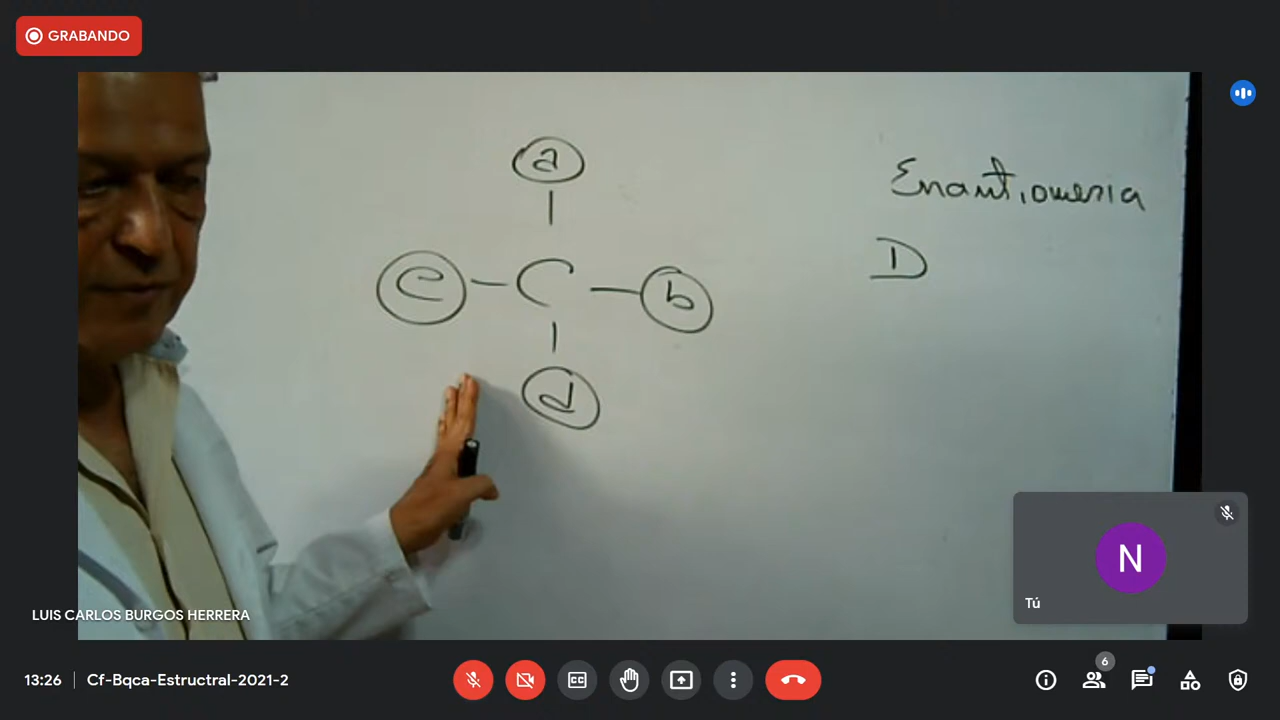 GRABANDO
a
Enantiomeria
D
c - C - b
d
N
Tú
LUIS CARLOS BURGOS HERRERA
6
13:26 Cf-Bqca-Estructral-2021-2